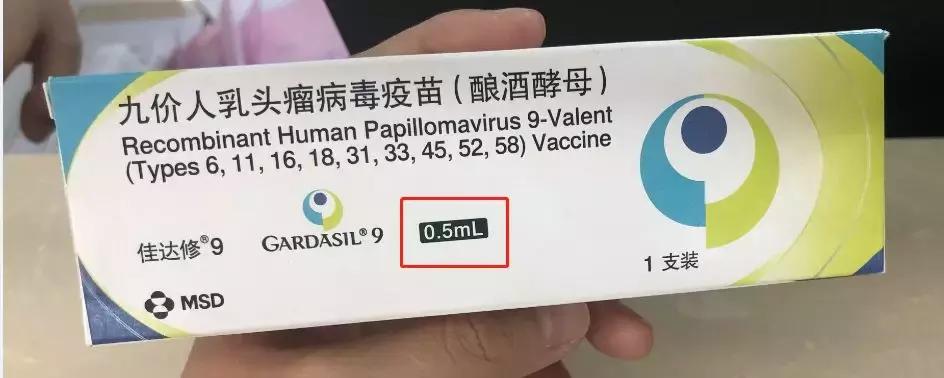 九价人乳头瘤病毒疫苗(酿酒酵母)
Recombinant Human Papillomavirus 9-Valent
(Types 6, 11, 16, 18, 31, 33, 45, 52, 58) Vaccine
佳达修®9
GARDASIL®9
0.5mL
1 支装
MSD